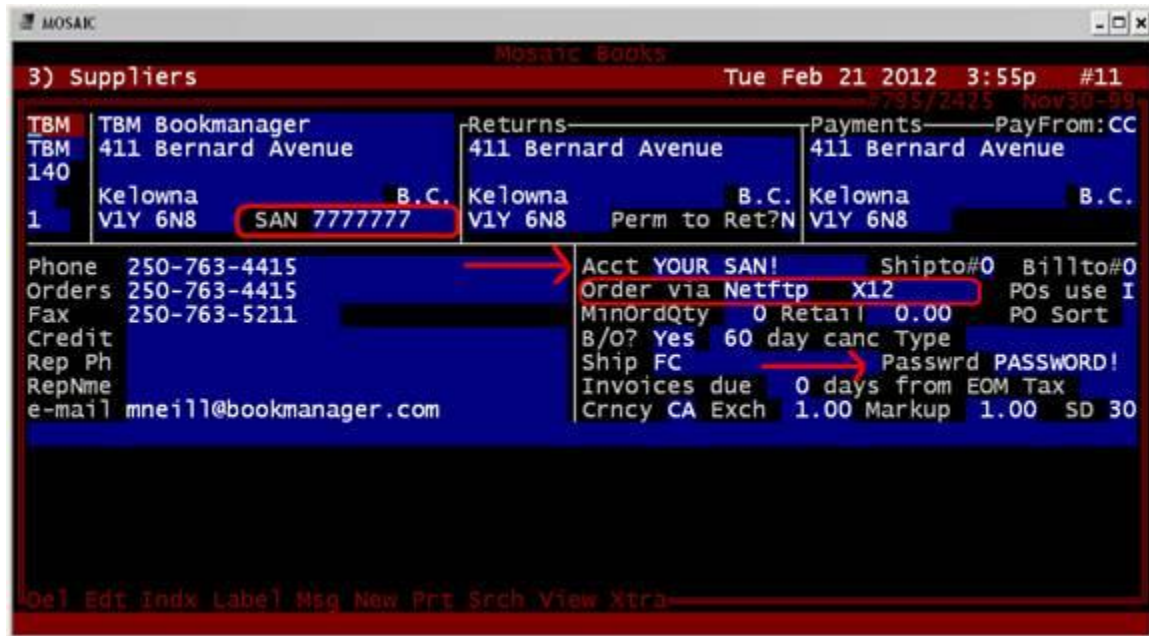 MOSAIC
Mosaic Books
3) Suppliers Tue Feb 21 2012 3:55p #11
#795/2425 Nov30-99
TBM TBM Bookmanager Returns Payments PayFrom:CC
TBM 411 Bernard Avenue 411 Bernard Avenue 411 Bernard Avenue
140
Kelowna B.C. Kelowna B.C. Kelowna B.C.
1 V1Y 6N8 SAN 7777777 V1Y 6N8 Perm to Ret?N V1Y 6N8
Phone 250-763-4415 Acct YOUR SAN! Shipto#0 Billto#0
Orders 250-763-4415 Order via Netftp X12 POs use I
Fax 250-763-5211 MinOrdQty 0 Retail 0.00 PO Sort
Credit B/O? Yes 60 day canc Type
Rep Ph Ship FC Passwrd PASSWORD!
RepNme Invoices due 0 days from EOM Tax
e-mail mneill@bookmanager.com Crncy CA Exch 1.00 Markup 1.00 SD 30
Del Edt Indx Label Msg New Prt Srch View Xtra